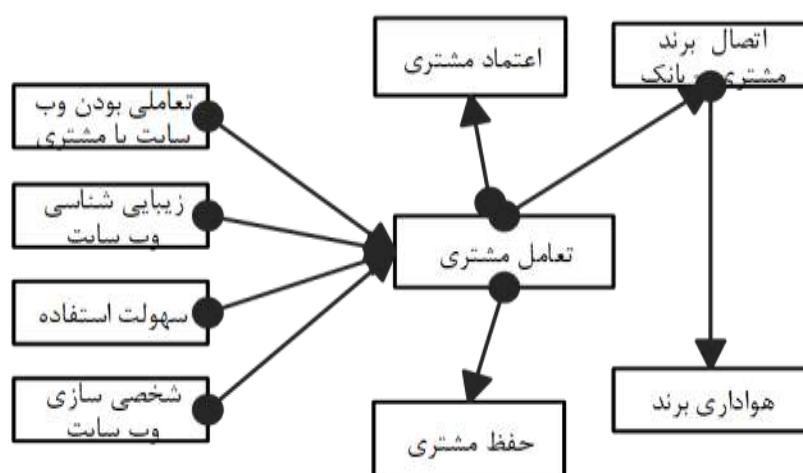 اتصال برند
مشتری - بانک
اعتماد مشتری
تعاملی بودن وب
سایت با مشتری
زیبایی شناسی
وب سایت
تعامل مشتری
سهولت استفاده
هواداری برند
شخصی سازی
وب سایت
حفظ مشتری